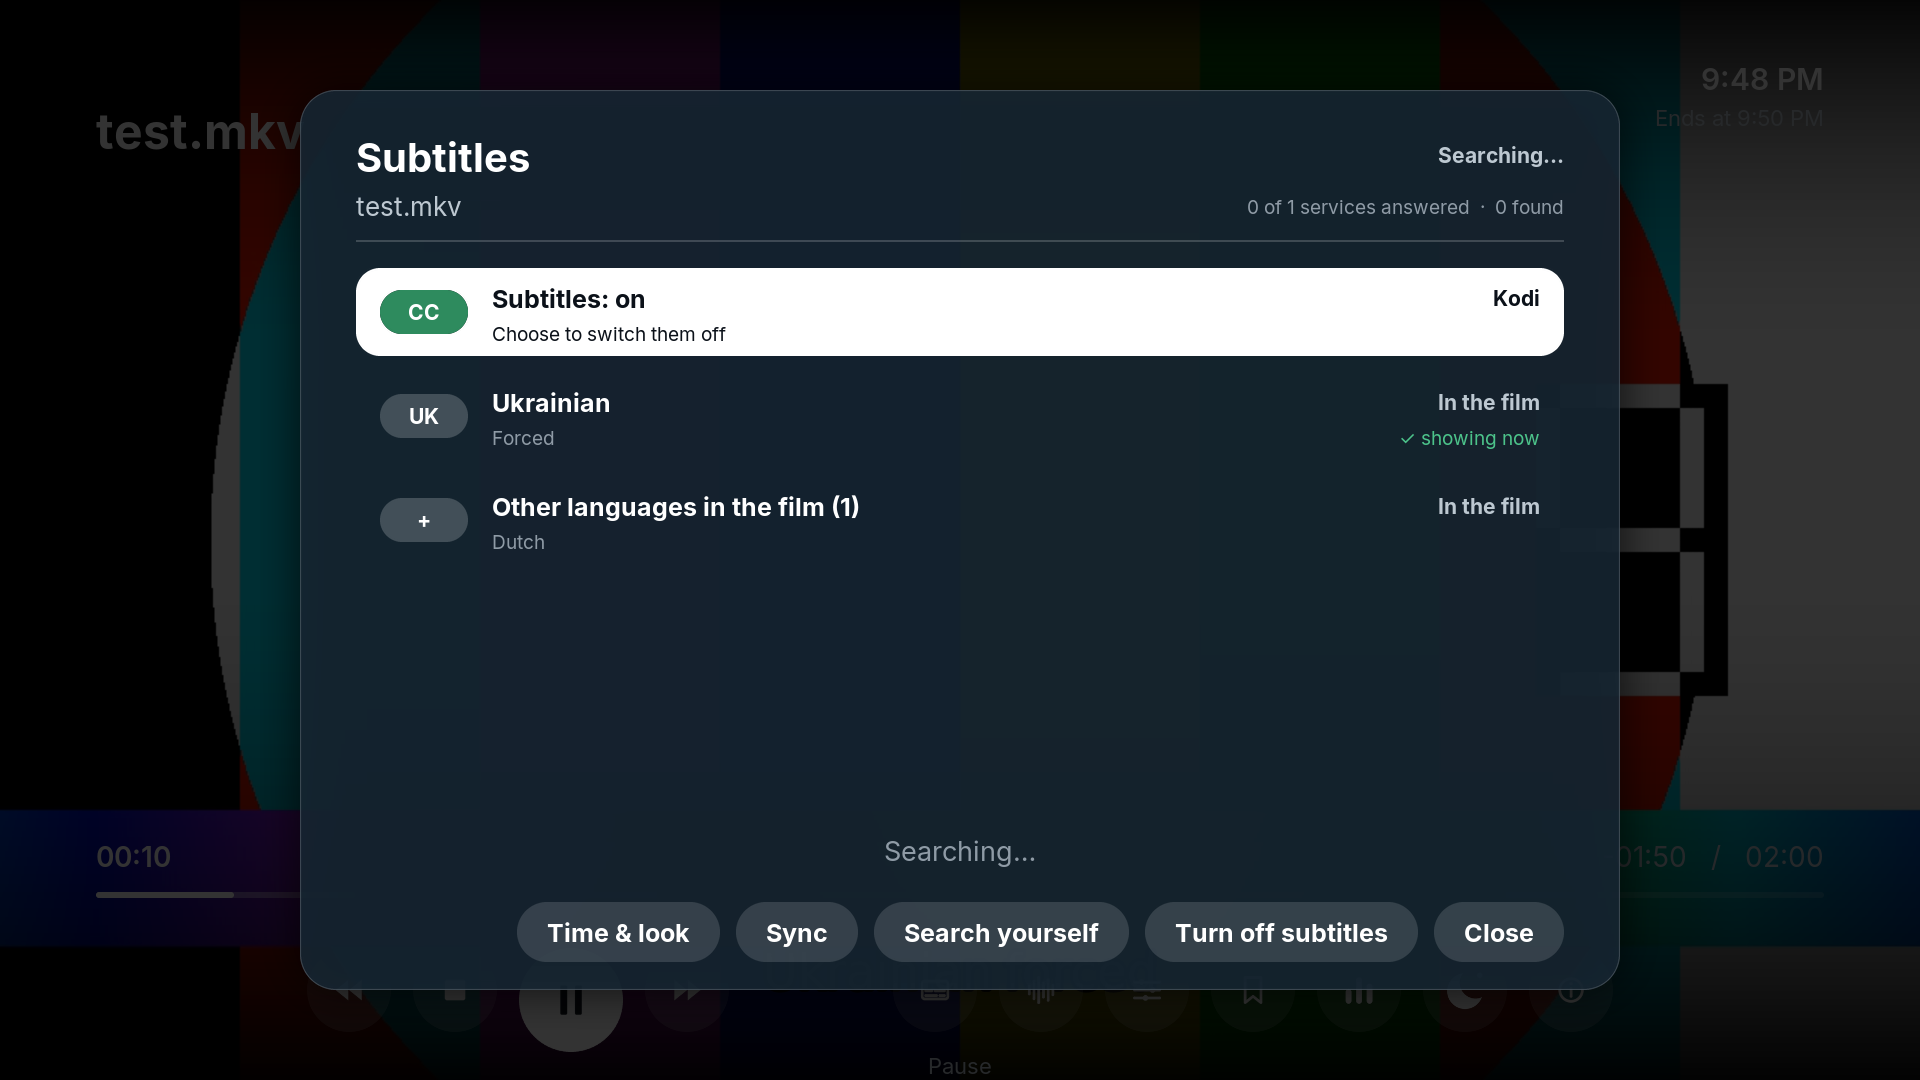 9:48 PM
Ends at 9:50 PM
test.mkv
Subtitles
Searching...
test.mkv
0 of 1 services answered · 0 found
CC
Subtitles: on
Kodi
Choose to switch them off
UK
Ukrainian
In the film
Forced
✓ showing now
+
Other languages in the film (1)
In the film
Dutch
Searching...
00:10
01:50 / 02:00
Time & look
Sync
Search yourself
Turn off subtitles
Close
Pause